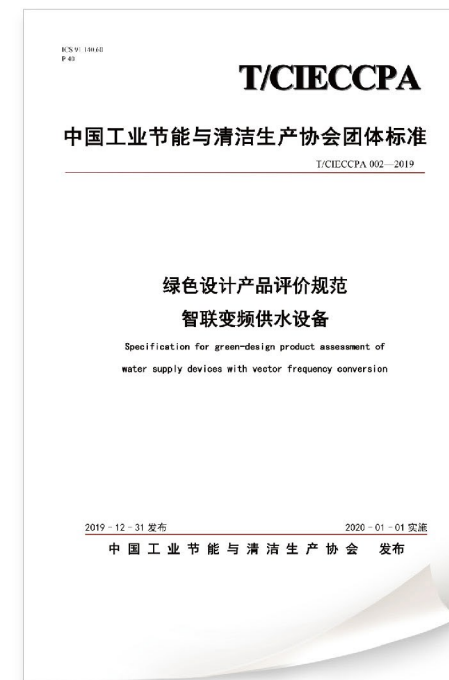 ICS 91.140.60
P 40
T/CIECCPA
中国工业节能与清洁生产协会团体标准
T/CIECCPA 002—2019
绿色设计产品评价规范
智联变频供水设备
Specification for green-design product assessment of
water supply devices with vector frequency conversion
2019-12-31 发布
2020-01-01 实施
中国工业节能与清洁生产协会 发布